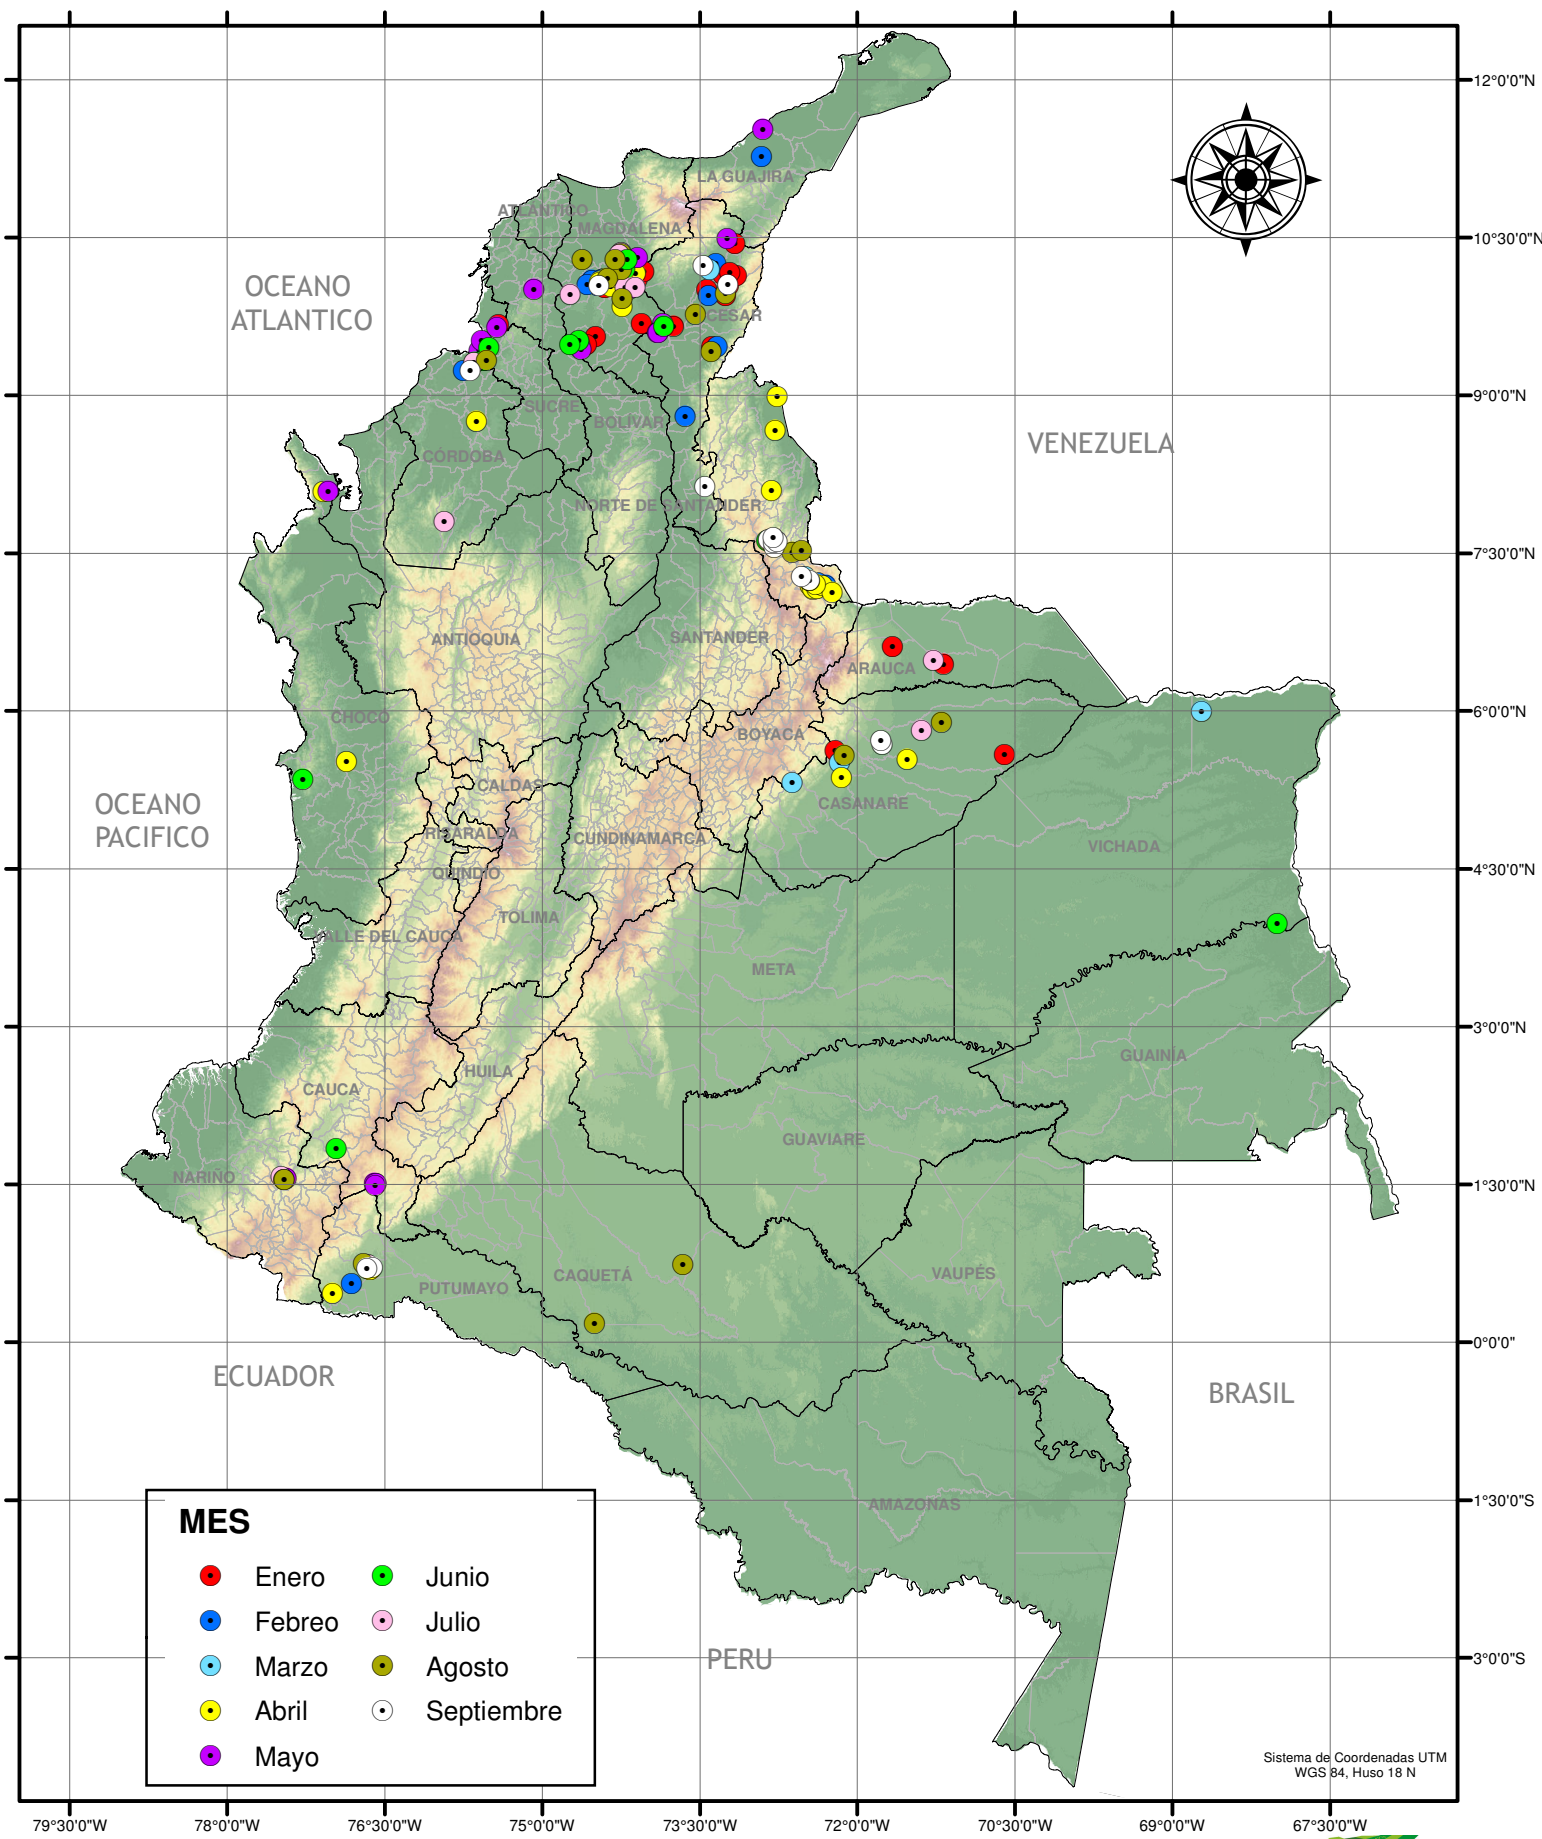 12°0'0"N
LA GUAJIRA
ATLÁNTICO
MAGDALENA
10°30'0"N
OCEANO
ATLANTICO
CESAR
9°0'0"N
SUCRE
BOLÍVAR
VENEZUELA
CÓRDOBA
NORTE DE SANTANDER
7°30'0"N
ANTIOQUIA
SANTANDER
ARAUCA
CHOCO
6°0'0"N
BOYACÁ
CALDAS
CASANARE
OCEANO
PACIFICO
RISARALDA
CUNDINAMARCA
VICHADA
QUINDIO
4°30'0"N
TOLIMA
VALLE DEL CAUCA
META
3°0'0"N
GUAINÍA
HUILA
CAUCA
GUAVIARE
NARIÑO
1°30'0"N
CAQUETÁ
VAUPÉS
PUTUMAYO
0°0'0"
ECUADOR
BRASIL
1°30'0"S
AMAZONAS
PERU
3°0'0"S
MES
Enero
Febreo
Marzo
Abril
Mayo
Junio
Julio
Agosto
Septiembre
Sistema de Coordenadas UTM
WGS 84, Huso 18 N
79°30'0"W 78°0'0"W 76°30'0"W 75°0'0"W 73°30'0"W 72°0'0"W 70°30'0"W 69°0'0"W 67°30'0"W